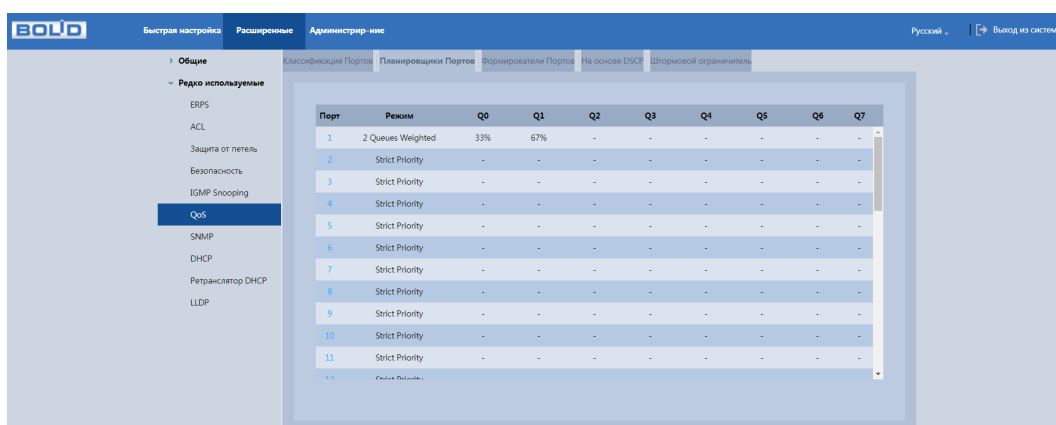 BOLID Быстрая настройка Расширенные Администрир-ние Русский Выход из систем
Общие
Классификация Портов Планировщики Портов Формирователи Портов На основе DSCP Штормовой ограничитель
Редко используемые
ERPS
ACL
Защита от петель
Безопасность
IGMP Snooping
QoS
SNMP
DHCP
Ретранслятор DHCP
LLDP
Порт Режим Q0 Q1 Q2 Q3 Q4 Q5 Q6 Q7
1 2 Queues Weighted 33% 67% - - - - - -
2 Strict Priority - - - - - - - -
3 Strict Priority - - - - - - - -
4 Strict Priority - - - - - - - -
5 Strict Priority - - - - - - - -
6 Strict Priority - - - - - - - -
7 Strict Priority - - - - - - - -
8 Strict Priority - - - - - - - -
9 Strict Priority - - - - - - - -
10 Strict Priority - - - - - - - -
11 Strict Priority - - - - - - - -
12 Strict Priority